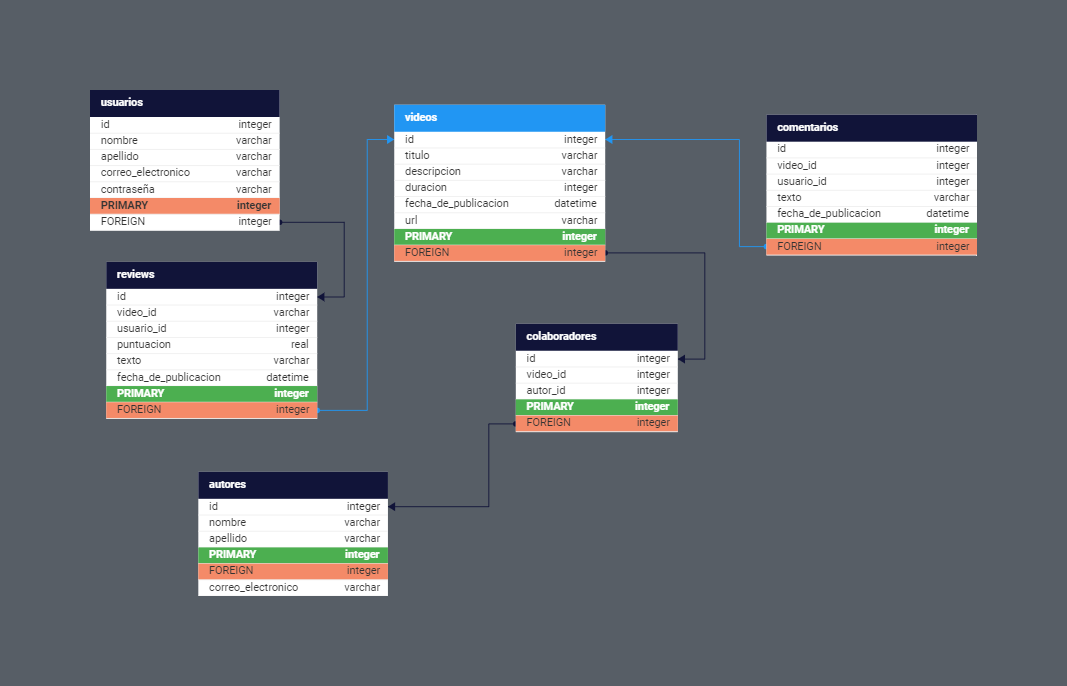 usuarios
id integer
nombre varchar
apellido varchar
correo_electronico varchar
contraseña varchar
PRIMARY integer
FOREIGN integer
videos
id integer
titulo varchar
descripcion varchar
duracion integer
fecha_de_publicacion datetime
url varchar
PRIMARY integer
FOREIGN integer
comentarios
id integer
video_id integer
usuario_id integer
texto varchar
fecha_de_publicacion datetime
PRIMARY integer
FOREIGN integer
reviews
id integer
video_id varchar
usuario_id integer
puntuacion real
texto varchar
fecha_de_publicacion datetime
PRIMARY integer
FOREIGN integer
colaboradores
id integer
video_id integer
autor_id integer
PRIMARY integer
FOREIGN integer
autores
id integer
nombre varchar
apellido varchar
PRIMARY integer
FOREIGN integer
correo_electronico varchar